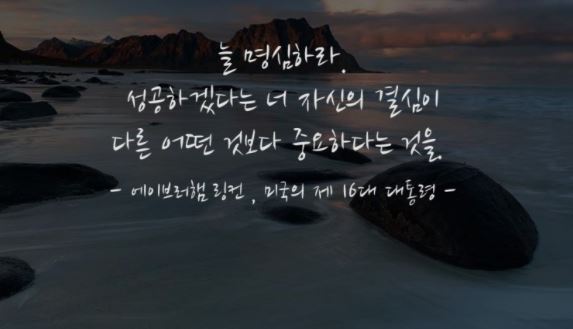 늘 명심하라.
성공하겠다는 너 자신의 결심이
다른 어떤 것보다 중요하다는 것을.
- 에이브러햄 링컨, 미국의 제 16대 대통령 -